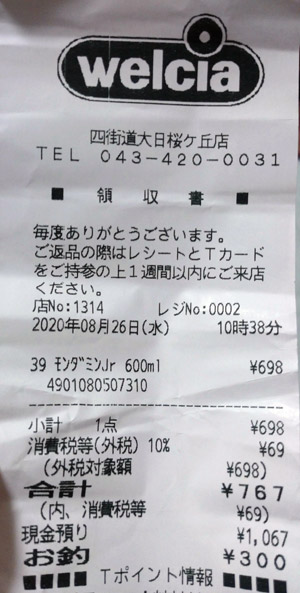 welcia
四街道大日桜ケ丘店
TEL 043-420-0031
■ 領収書 ■
毎度ありがとうございます。
ご返品の際はレシートとTカード
をご持参の上1週間以内にご来店
ください。
店No:1314 レジNo:0002
2020年08月26日(水) 10時38分
39 モンダミンJr 600ml ¥698
4901080507310
小計 1点 ¥698
消費税等(外税) 10% ¥69
(外税対象額 ¥698)
合計 ¥767
(内、消費税等 ¥69)
現金預り ¥1,067
お釣 ¥300
■■■■ Tポイント情報 ■■■■